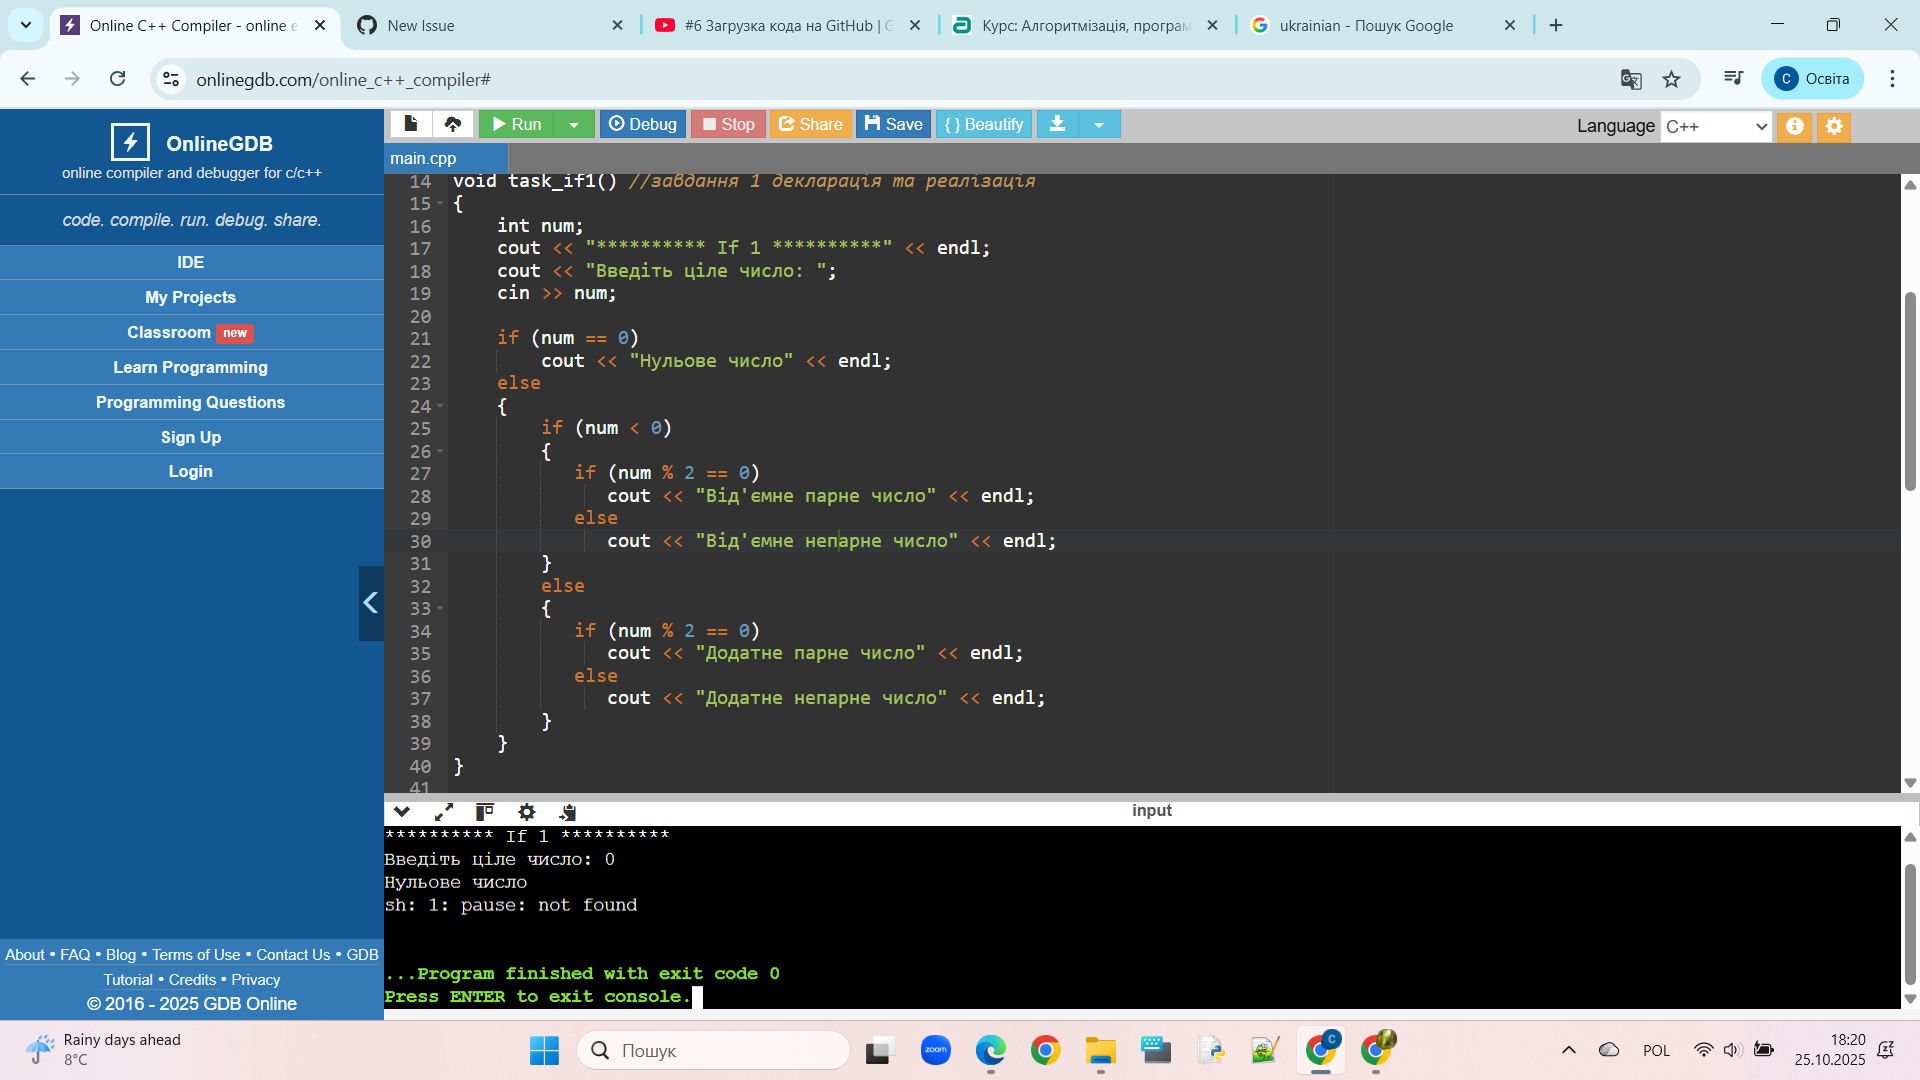 Online C++ Compiler - online e
New Issue
#6 Загрузка кода на GitHub | G
Курс: Алгоритмізація, програм
ukrainian - Пошук Google
onlinegdb.com/online_c++_compiler#
С Освіта
OnlineGDB
online compiler and debugger for c/c++
code. compile. run. debug. share.
IDE
My Projects
Classroom new
Learn Programming
Programming Questions
Sign Up
Login
About • FAQ • Blog • Terms of Use • Contact Us • GDB
Tutorial • Credits • Privacy
© 2016 - 2025 GDB Online
Run Debug Stop Share Save { } Beautify
Language C++
main.cpp
14 void task_if1() //завдання 1 декларація та реалізація
15 {
16 int num;
17 cout << "********** If 1 **********" << endl;
18 cout << "Введіть ціле число: ";
19 cin >> num;
20
21 if (num == 0)
22 cout << "Нульове число" << endl;
23 else
24 {
25 if (num < 0)
26 {
27 if (num % 2 == 0)
28 cout << "Від'ємне парне число" << endl;
29 else
30 cout << "Від'ємне непарне число" << endl;
31 }
32 else
33 {
34 if (num % 2 == 0)
35 cout << "Додатне парне число" << endl;
36 else
37 cout << "Додатне непарне число" << endl;
38 }
39 }
40 }
41
input
********** If 1 **********
Введіть ціле число: 0
Нульове число
sh: 1: pause: not found
...Program finished with exit code 0
Press ENTER to exit console.
Rainy days ahead
8°C
Пошук
zoom
C
POL
18:20
25.10.2025